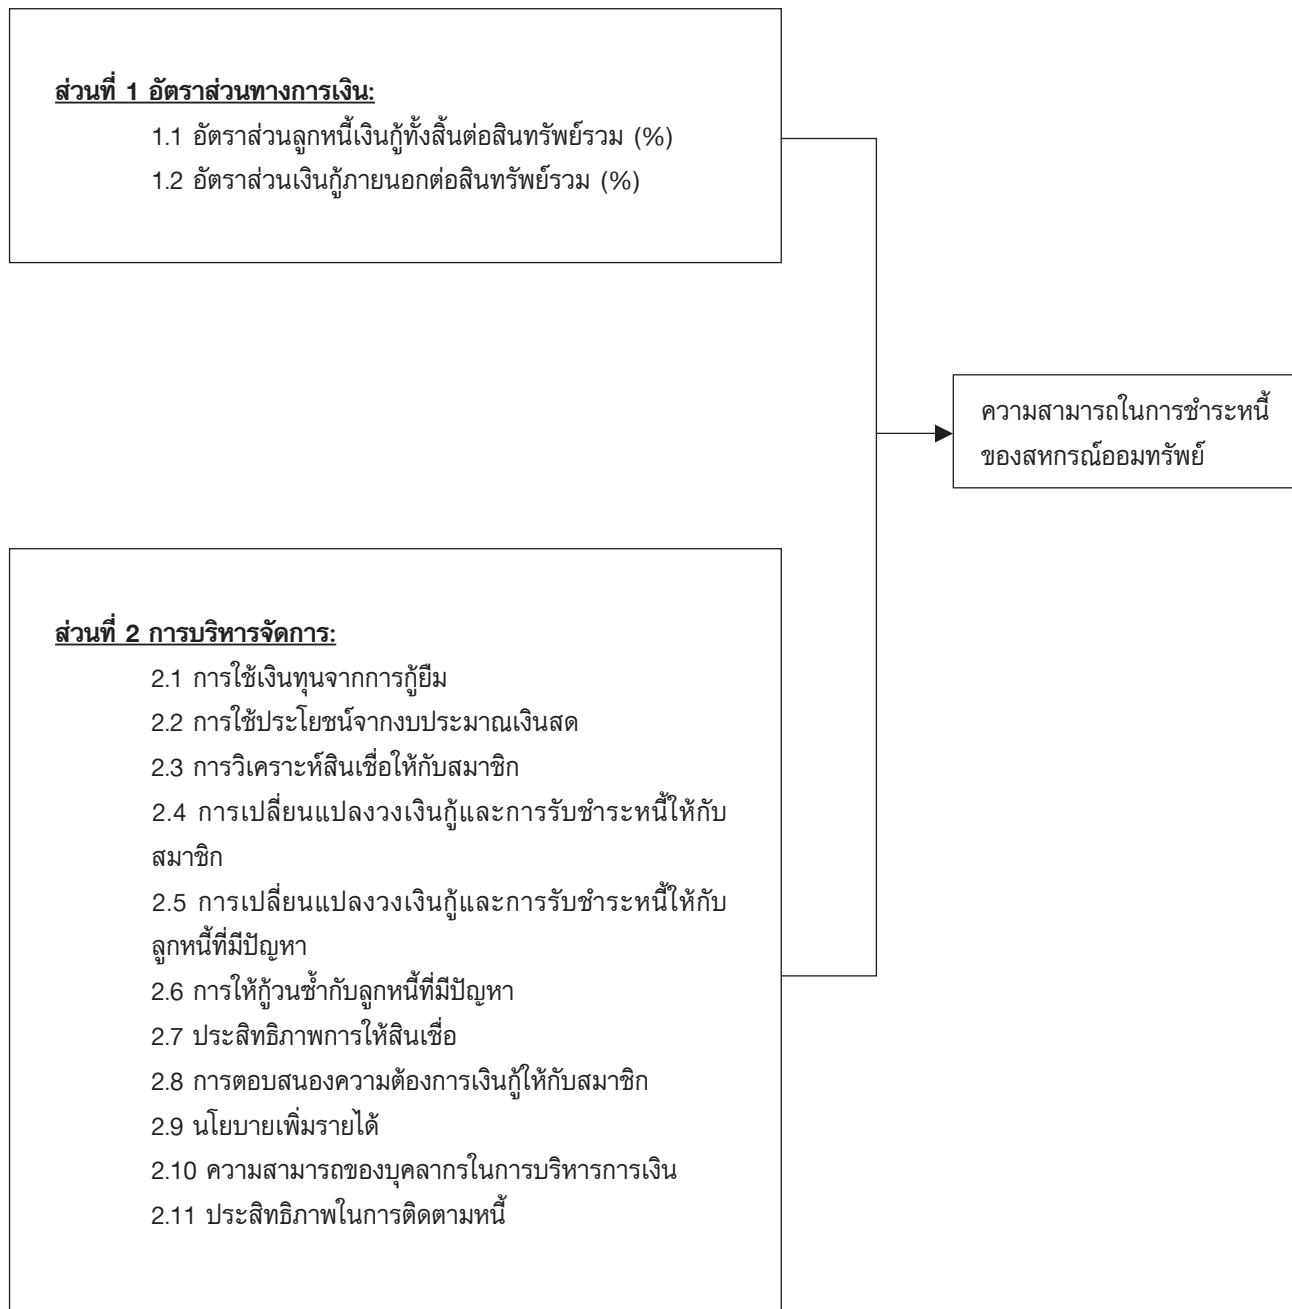 ส่วนที่ 1 อัตราส่วนทางการเงิน:
1.1 อัตราส่วนลูกหนี้เงินกู้ทั้งสิ้นต่อสินทรัพย์รวม (%)
1.2 อัตราส่วนเงินกู้ภายนอกต่อสินทรัพย์รวม (%)
ความสามารถในการชำระหนี้
ของสหกรณ์ออมทรัพย์
ส่วนที่ 2 การบริหารจัดการ:
2.1 การใช้เงินทุนจากการกู้ยืม
2.2 การใช้ประโยชน์จากงบประมาณเงินสด
2.3 การวิเคราะห์สินเชื่อให้กับสมาชิก
2.4 การเปลี่ยนแปลงวงเงินกู้และการรับชำระหนี้ให้กับ
สมาชิก
2.5 การเปลี่ยนแปลงวงเงินกู้และการรับชำระหนี้ให้กับ
ลูกหนี้ที่มีปัญหา
2.6 การให้กู้วนซ้ำกับลูกหนี้ที่มีปัญหา
2.7 ประสิทธิภาพการให้สินเชื่อ
2.8 การตอบสนองความต้องการเงินกู้ให้กับสมาชิก
2.9 นโยบายเพิ่มรายได้
2.10 ความสามารถของบุคลากรในการบริหารการเงิน
2.11 ประสิทธิภาพในการติดตามหนี้